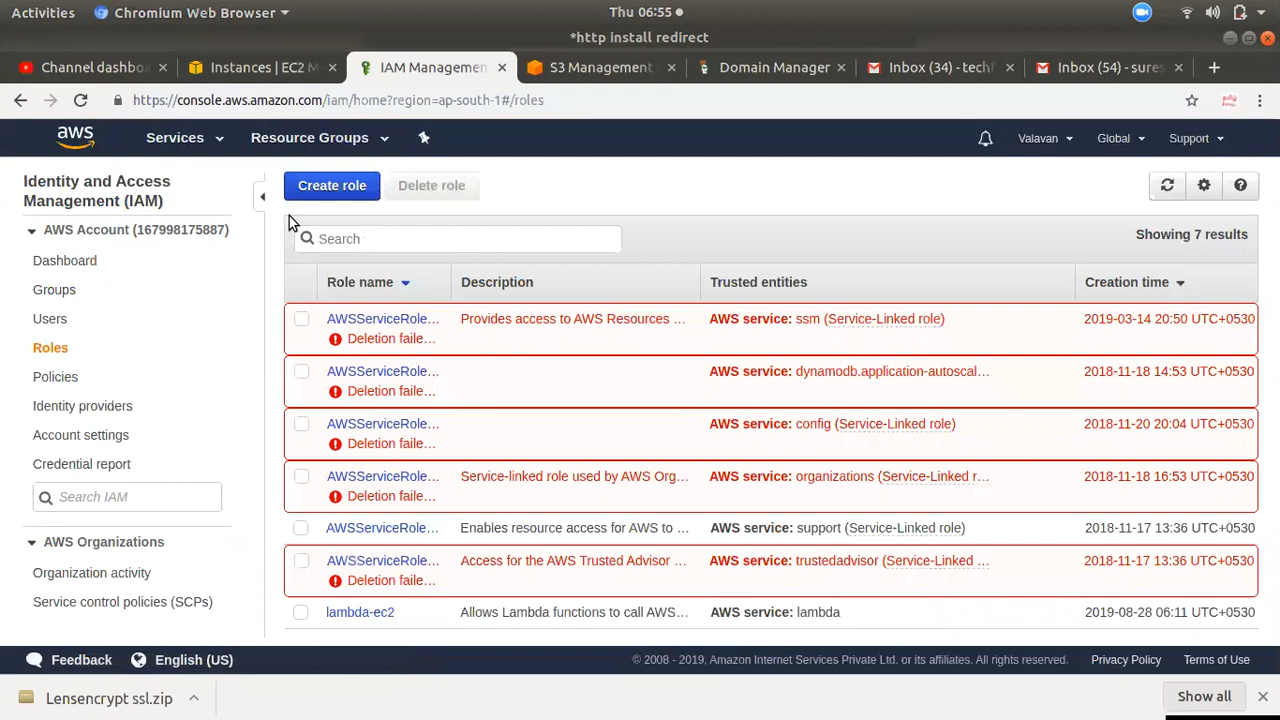 Activities Chromium Web Browser Thu 06:55
*http install redirect
Channel dashbo Instances | EC2 M IAM Managemen S3 Management Domain Manager Inbox (34) - techf Inbox (54) - sures
https://console.aws.amazon.com/iam/home?region=ap-south-1#/roles
aws Services Resource Groups Valavan Global Support
Identity and Access
Management (IAM)
AWS Account (167998175887)
Dashboard
Groups
Users
Roles
Policies
Identity providers
Account settings
Credential report
Search IAM
AWS Organizations
Organization activity
Service control policies (SCPs)
Create role Delete role
Search Showing 7 results
Role name Description Trusted entities Creation time
AWSServiceRole… Provides access to AWS Resources … AWS service: ssm (Service-Linked role) 2019-03-14 20:50 UTC+0530
Deletion faile…
AWSServiceRole… AWS service: dynamodb.application-autoscal… 2018-11-18 14:53 UTC+0530
Deletion faile…
AWSServiceRole… AWS service: config (Service-Linked role) 2018-11-20 20:04 UTC+0530
Deletion faile…
AWSServiceRole… Service-linked role used by AWS Org… AWS service: organizations (Service-Linked r… 2018-11-18 16:53 UTC+0530
Deletion faile…
AWSServiceRole… Enables resource access for AWS to … AWS service: support (Service-Linked role) 2018-11-17 13:36 UTC+0530
AWSServiceRole… Access for the AWS Trusted Advisor … AWS service: trustedadvisor (Service-Linked … 2018-11-17 13:36 UTC+0530
Deletion faile…
lambda-ec2 Allows Lambda functions to call AWS… AWS service: lambda 2019-08-28 06:11 UTC+0530
Feedback English (US) © 2008 - 2019, Amazon Internet Services Private Ltd. or its affiliates. All rights reserved. Privacy Policy Terms of Use
Lensencrypt ssl.zip Show all